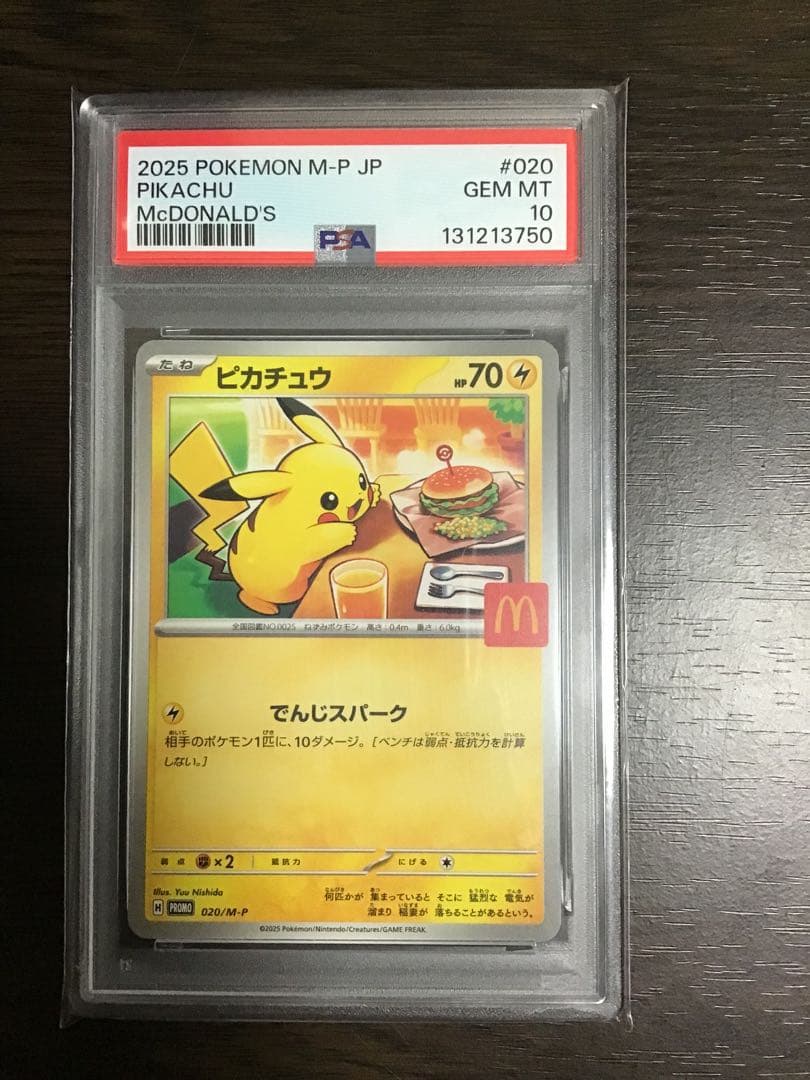 2025 POKEMON M-P JP #020
PIKACHU GEM MT
McDONALD'S 10
PSA 131213750
たね ピカチュウ HP 70
全国図鑑NO.0025 ねずみポケモン 高さ:0.4m 重さ:6.0kg
M
でんじスパーク
相手のポケモン1匹に、10ダメージ。[ベンチは弱点・抵抗力を計算
しない。]
弱点 ×2 抵抗力 にげる
Illus. Yuu Nishida
何匹かが 集まっていると そこに 猛烈な 電気が
H PROMO 020/M-P
溜まり 稲妻が 落ちることがあるという。
©2025 Pokémon/Nintendo/Creatures/GAME FREAK.